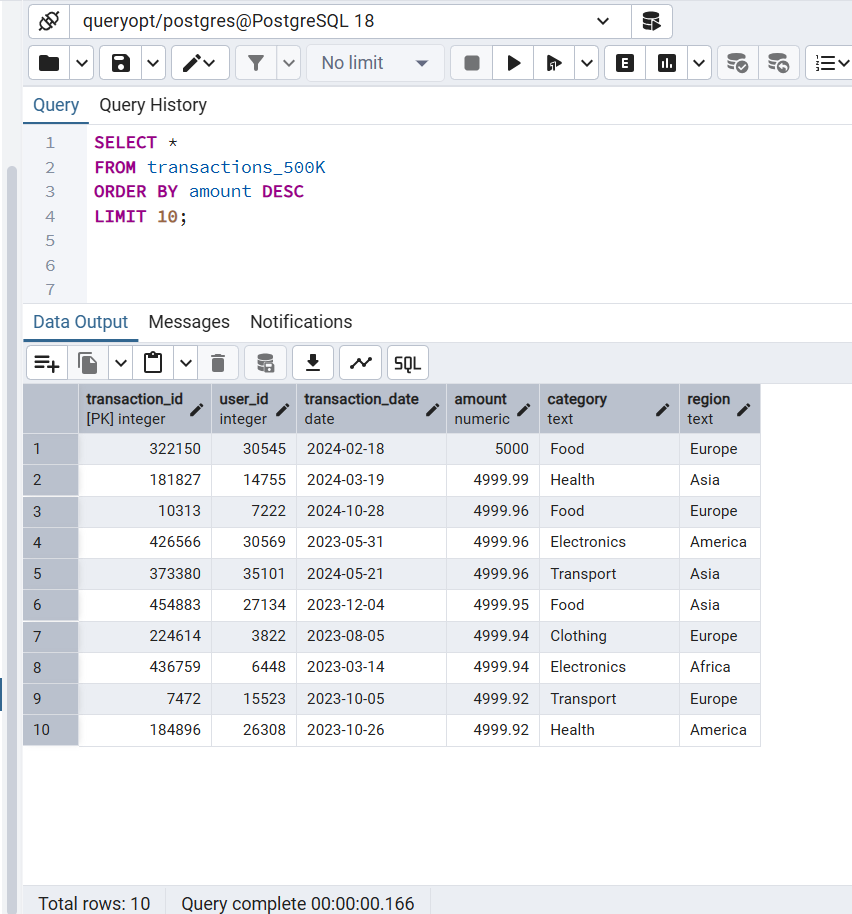 queryopt/postgres@PostgreSQL 18
No limit
E
Query Query History
1 SELECT *
2 FROM transactions_500K
3 ORDER BY amount DESC
4 LIMIT 10;
5
6
7
Data Output Messages Notifications
SQL
transaction_id user_id transaction_date amount category region
[PK] integer integer date numeric text text
1 322150 30545 2024-02-18 5000 Food Europe
2 181827 14755 2024-03-19 4999.99 Health Asia
3 10313 7222 2024-10-28 4999.96 Food Europe
4 426566 30569 2023-05-31 4999.96 Electronics America
5 373380 35101 2024-05-21 4999.96 Transport Asia
6 454883 27134 2023-12-04 4999.95 Food Asia
7 224614 3822 2023-08-05 4999.94 Clothing Europe
8 436759 6448 2023-03-14 4999.94 Electronics Africa
9 7472 15523 2023-10-05 4999.92 Transport Europe
10 184896 26308 2023-10-26 4999.92 Health America
Total rows: 10 Query complete 00:00:00.166